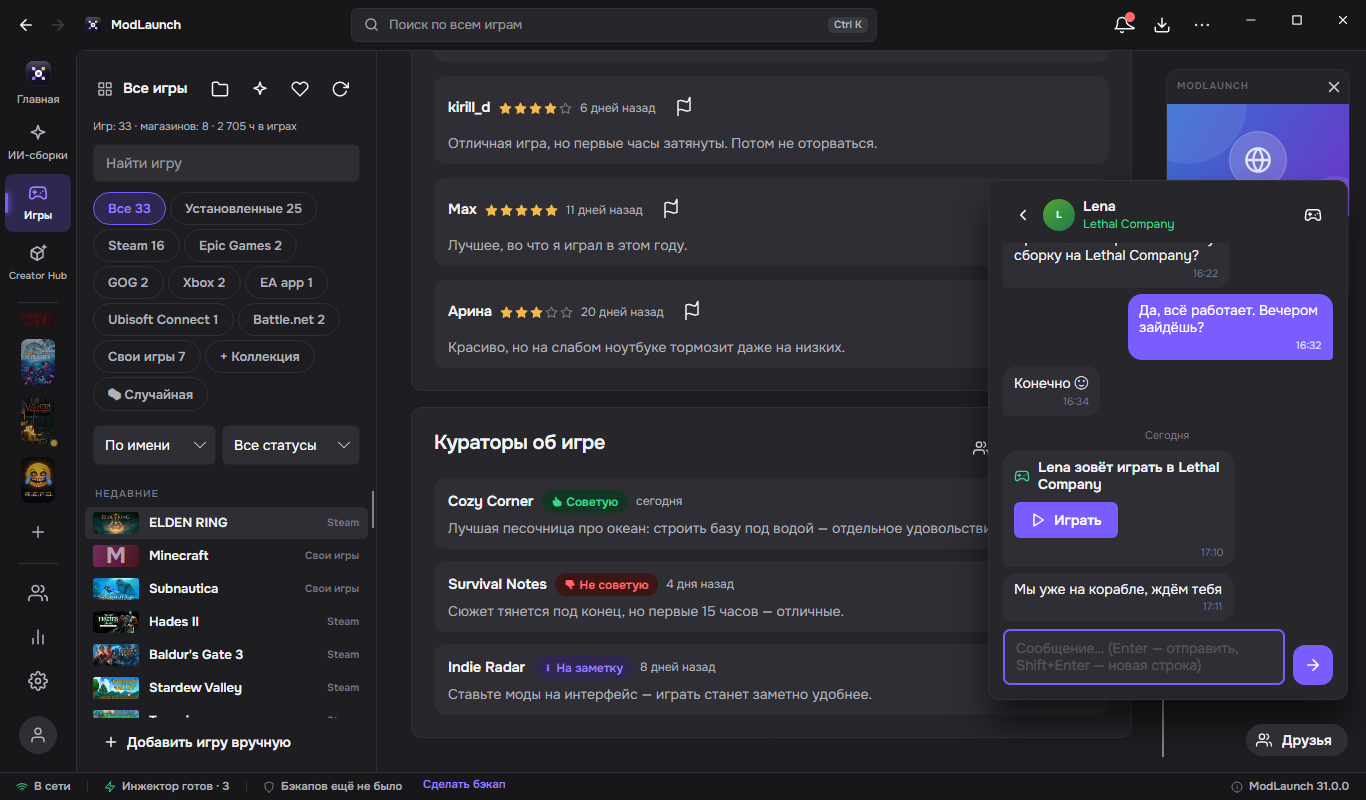 ModLaunch
Поиск по всем играм
Ctrl K
Главная
ИИ-сборки
Игры
Creator Hub
Все игры
Игр: 33 · магазинов: 8 · 2 705 ч в играх
Найти игру
Все 33
Установленные 25
Steam 16
Epic Games 2
GOG 2
Xbox 2
EA app 1
Ubisoft Connect 1
Battle.net 2
Свои игры 7
+ Коллекция
Случайная
По имени
Все статусы
НЕДАВНИЕ
ELDEN RING
Steam
Minecraft
Свои игры
Subnautica
Свои игры
Hades II
Steam
Baldur's Gate 3
Steam
Stardew Valley
Steam
Добавить игру вручную
kirill_d
6 дней назад
Отличная игра, но первые часы затянуты. Потом не оторваться.
Max
11 дней назад
Лучшее, во что я играл в этом году.
Арина
20 дней назад
Красиво, но на слабом ноутбуке тормозит даже на низких.
Кураторы об игре
Cozy Corner
Советую
сегодня
Лучшая песочница про океан: строить базу под водой — отдельное удовольстви
Survival Notes
Не советую
4 дня назад
Сюжет тянется под конец, но первые 15 часов — отличные.
Indie Radar
На заметку
8 дней назад
Ставьте моды на интерфейс — играть станет заметно удобнее.
MODLAUNCH
L
Lena
Lethal Company
сборку на Lethal Company?
16:22
Да, всё работает. Вечером
зайдёшь?
16:32
Конечно
16:34
Сегодня
Lena зовёт играть в Lethal
Company
Играть
17:10
Мы уже на корабле, ждём тебя
17:11
Сообщение... (Enter — отправить,
Shift+Enter — новая строка)
Друзья
В сети
Инжектор готов · 3
Бэкапов ещё не было
Сделать бэкап
ModLaunch 31.0.0